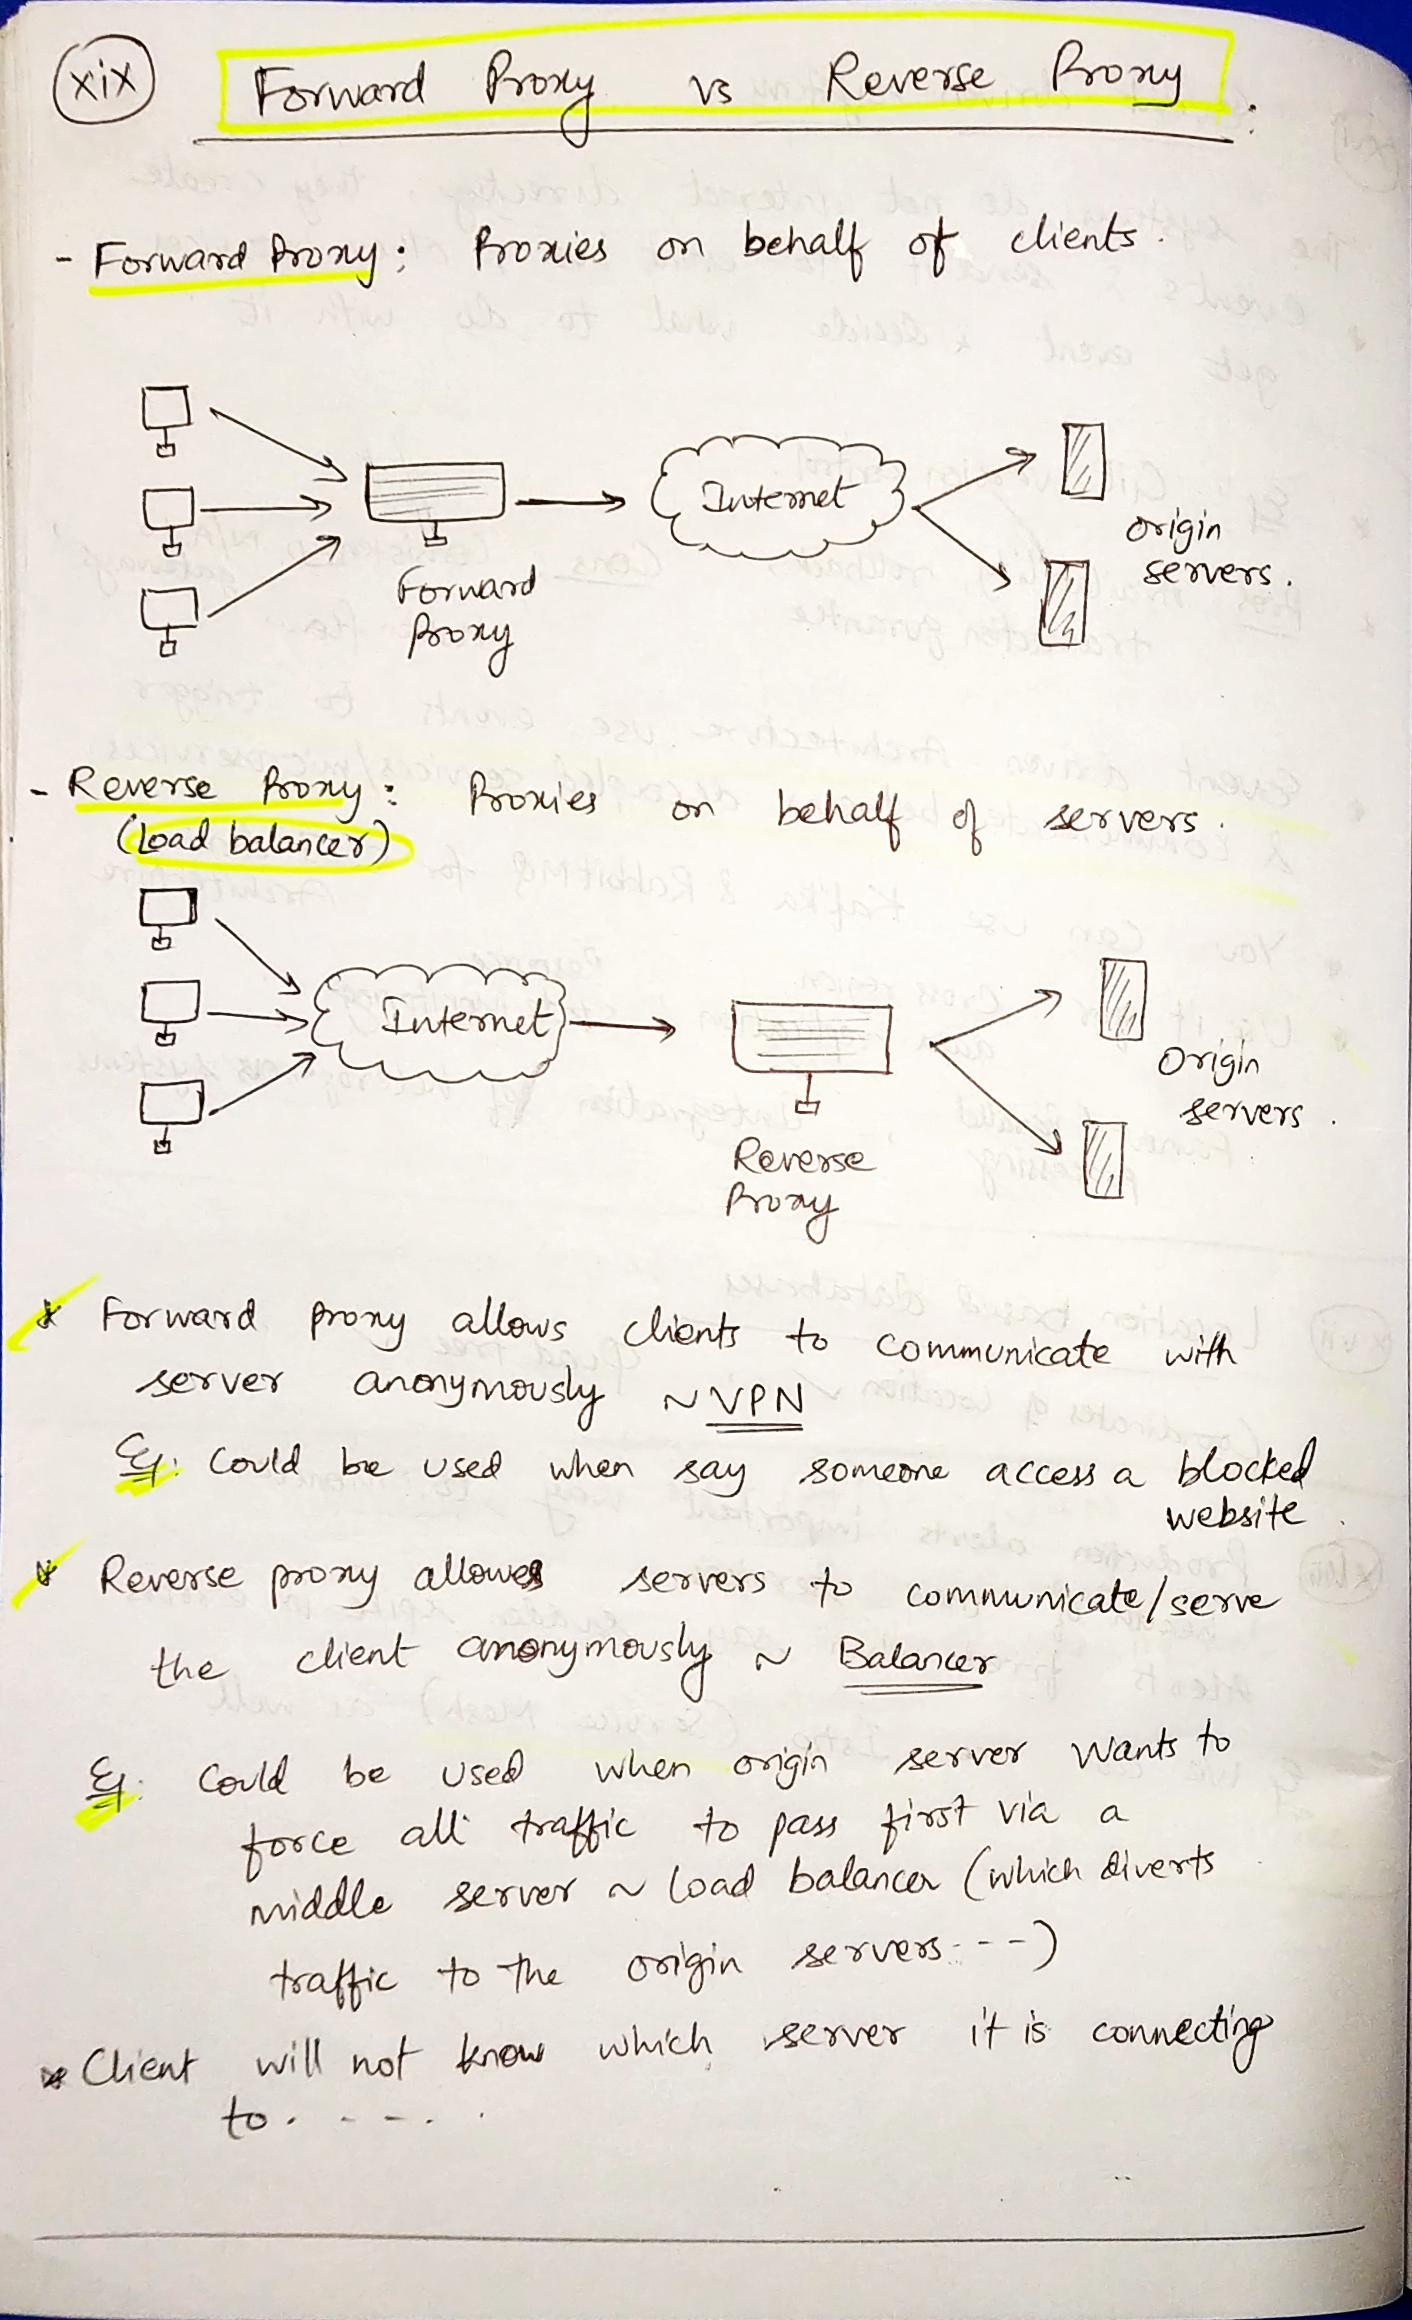 xix
Forward Proxy vs Reverse Proxy :
- Forward Proxy : Proxies on behalf of clients.
Internet
origin
servers.
Forward
Proxy
- Reverse Proxy : Proxies on behalf of servers.
(Load balancer)
Internet
Origin
servers.
Reverse
Proxy
* Forward proxy allows clients to communicate with
server anonymously ~ VPN
Eg. Could be used when say someone access a blocked
website.
* Reverse proxy allows servers to communicate/serve
the client anonymously ~ Balancer
Eg. Could be used when origin server wants to
force all traffic to pass first via a
middle server ~ load balancer (which diverts
traffic to the origin servers. - - -)
* Client will not know which server it is connecting
to. - - - .